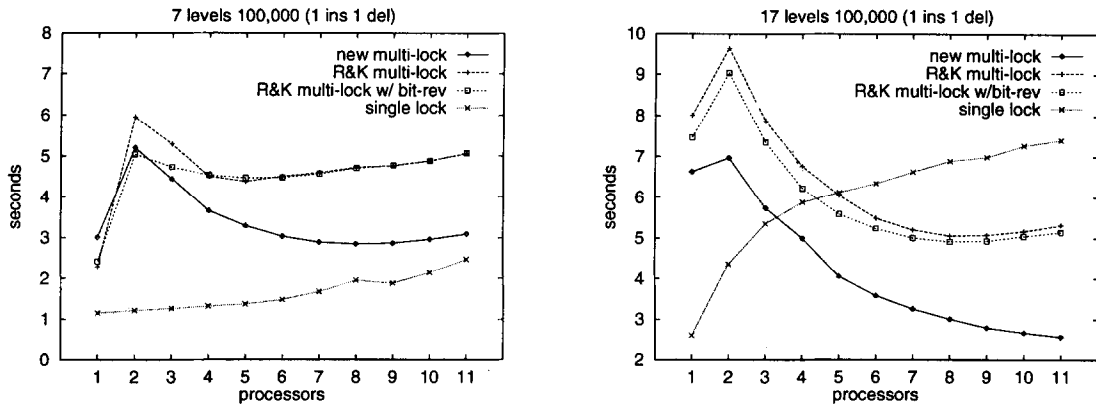 7 levels 100,000 (1 ins 1 del)
8
7
6
5
4
3
2
1
0
seconds
new multi-lock
R&K multi-lock
R&K multi-lock w/ bit-rev
single lock
1 2 3 4 5 6 7 8 9 10 11
processors
17 levels 100,000 (1 ins 1 del)
10
9
8
7
6
5
4
3
2
seconds
new multi-lock
R&K multi-lock
R&K multi-lock w/bit-rev
single lock
1 2 3 4 5 6 7 8 9 10 11
processors